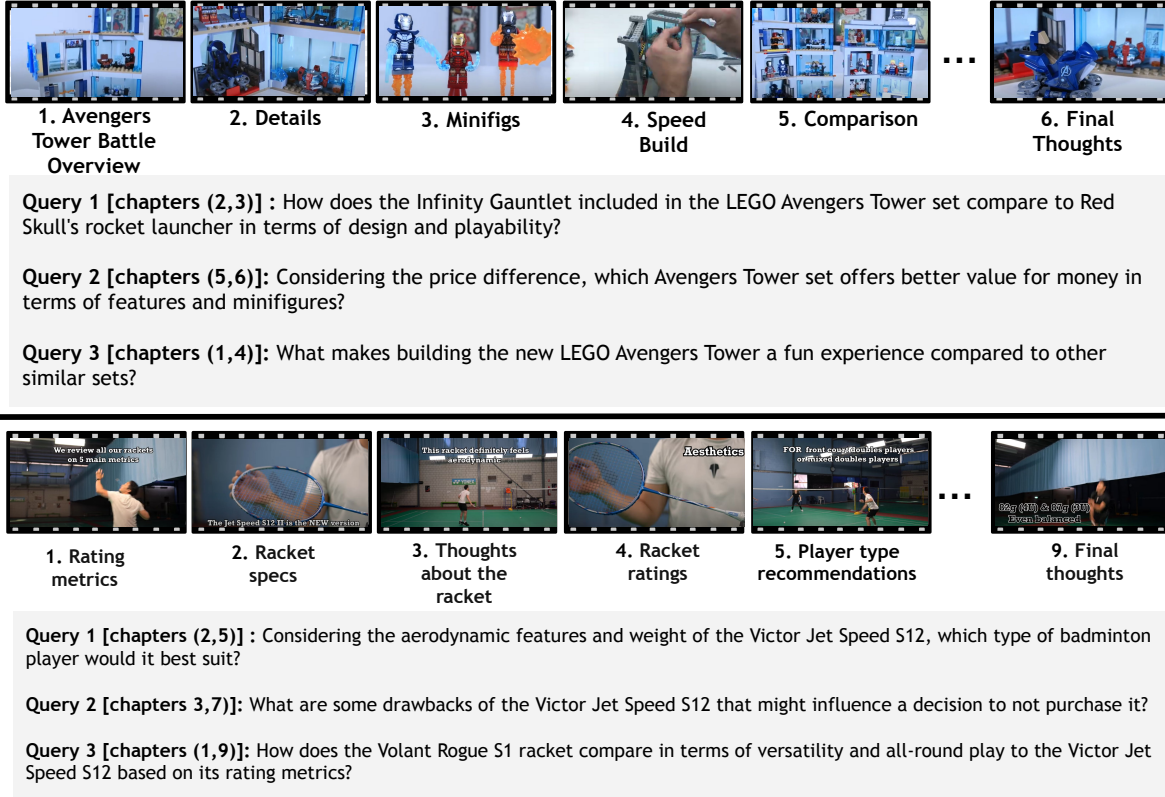 1. Avengers
Tower Battle
Overview
2. Details
3. Minifigs
4. Speed
Build
5. Comparison
...
6. Final
Thoughts
Query 1 [chapters (2,3)] : How does the Infinity Gauntlet included in the LEGO Avengers Tower set compare to Red
Skull's rocket launcher in terms of design and playability?
Query 2 [chapters (5,6)]: Considering the price difference, which Avengers Tower set offers better value for money in
terms of features and minifigures?
Query 3 [chapters (1,4)]: What makes building the new LEGO Avengers Tower a fun experience compared to other
similar sets?
We review all our rackets
on 5 main metrics
The Jet Speed S12 II is the NEW version
This racket definitely feels
aerodynamic
YONEX
Aesthetics
FOR front court doubles players
or mixed doubles players
...
82g (4U) & 87g (3U)
Even balanced
1. Rating
metrics
2. Racket
specs
3. Thoughts
about the
racket
4. Racket
ratings
5. Player type
recommendations
9. Final
thoughts
Query 1 [chapters (2,5)] : Considering the aerodynamic features and weight of the Victor Jet Speed S12, which type of badminton
player would it best suit?
Query 2 [chapters 3,7)]: What are some drawbacks of the Victor Jet Speed S12 that might influence a decision to not purchase it?
Query 3 [chapters (1,9)]: How does the Volant Rogue S1 racket compare in terms of versatility and all-round play to the Victor Jet
Speed S12 based on its rating metrics?